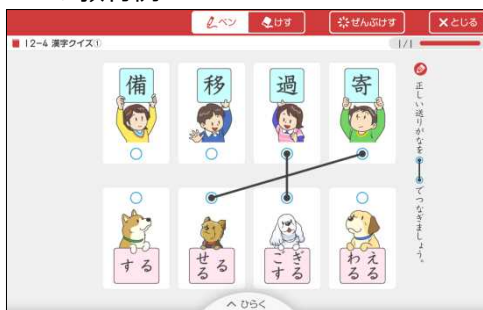 ペン
けす
ぜんぶけす
とじる
12-4 漢字クイズ①
1/1
正しい送りがなを
でつなぎましょう。
備
移
過
寄
る
す
る
せる
ぎる
ごす
える
わる
ひらく